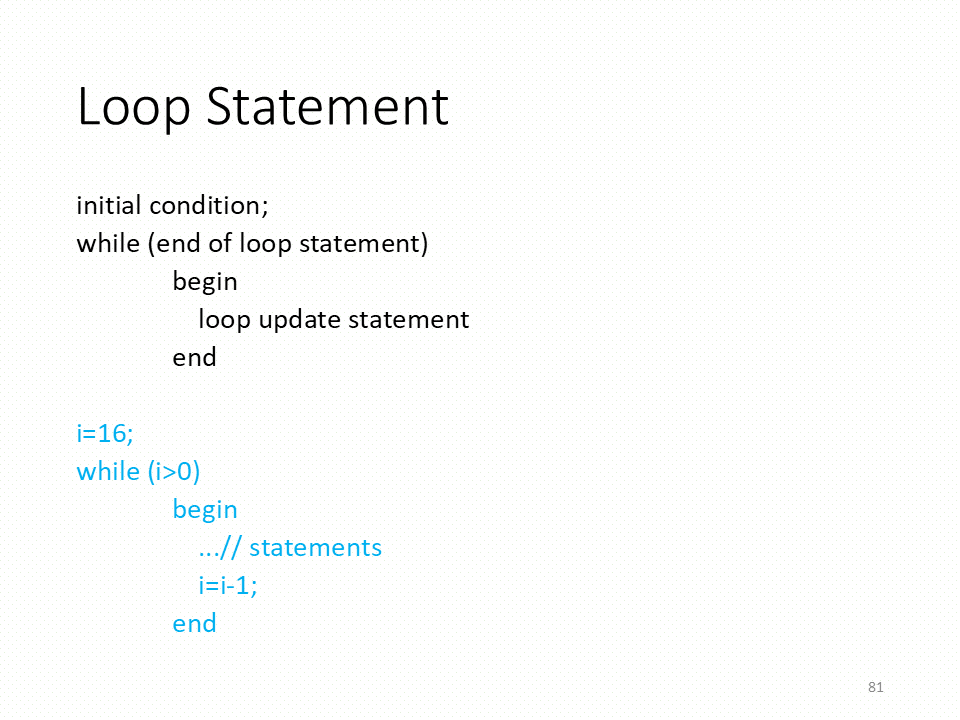 Loop Statement
initial condition;
while (end of loop statement)
begin
loop update statement
end
i=16;
while (i>0)
begin
...// statements
i=i-1;
end
81